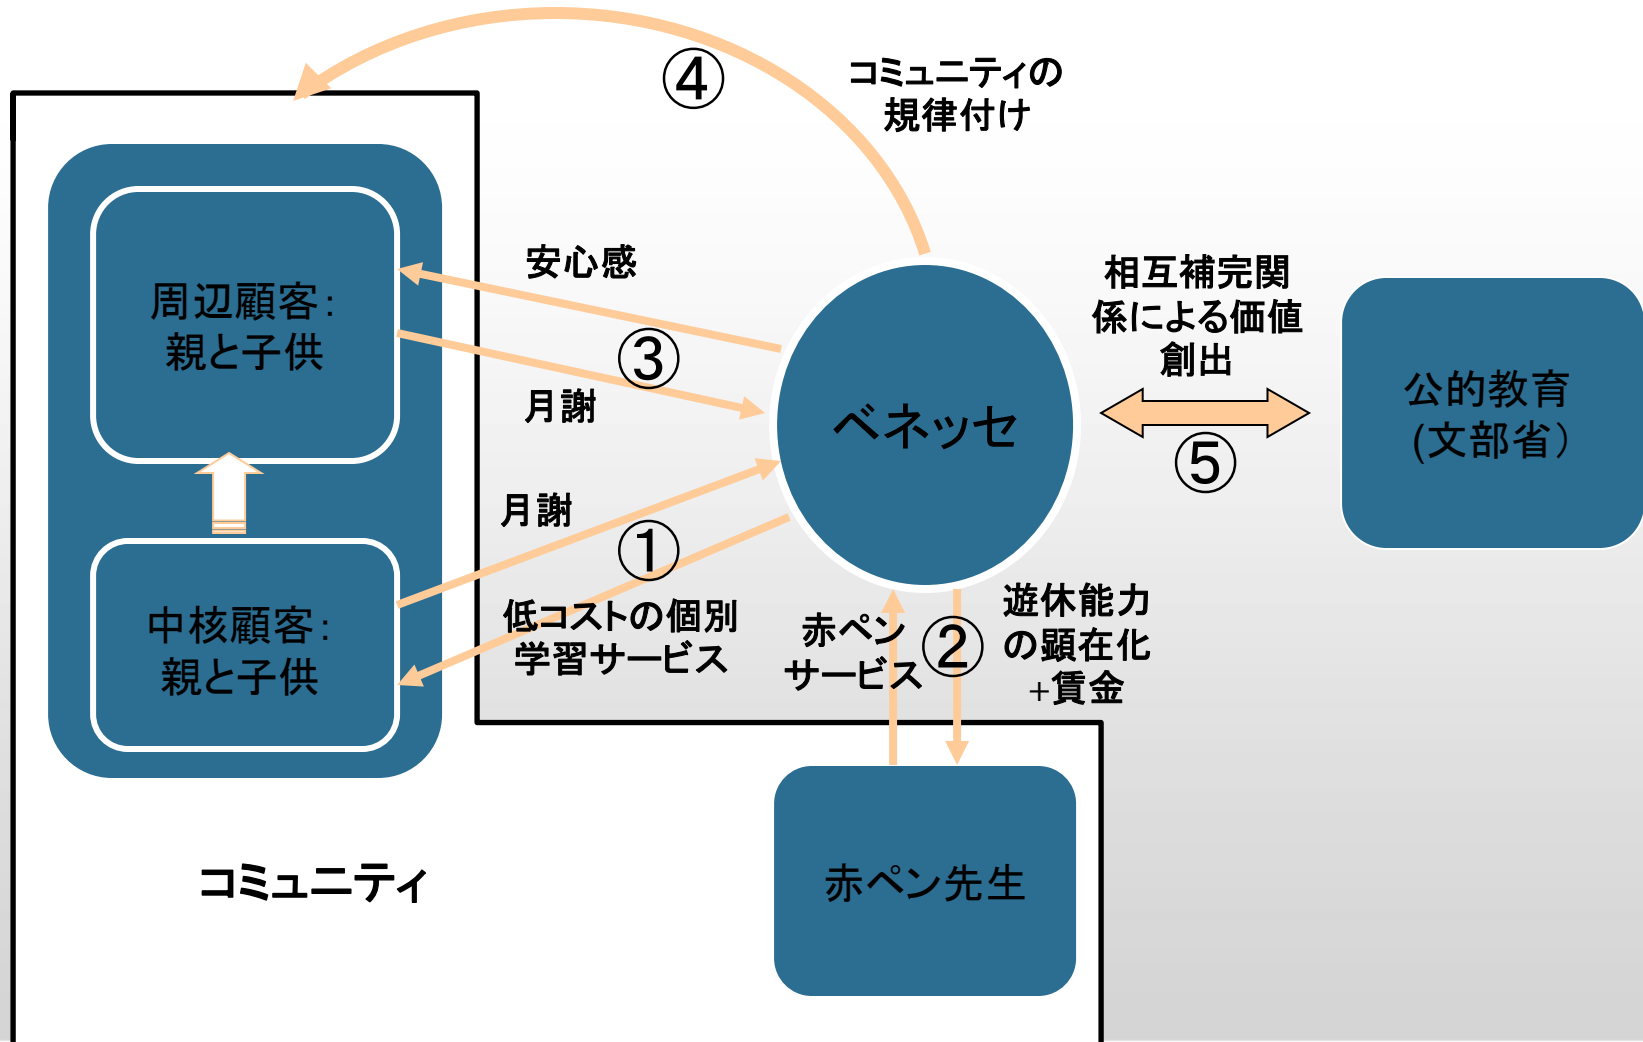 ④
コミュニティの
規律付け
安心感
周辺顧客:
親と子供
③
月謝
ベネッセ
相互補完関
係による価値
創出
⑤
公的教育
(文部省）
月謝
①
低コストの個別
学習サービス
中核顧客:
親と子供
赤ペン
サービス
②
遊休能力
の顕在化
+賃金
コミュニティ
赤ペン先生